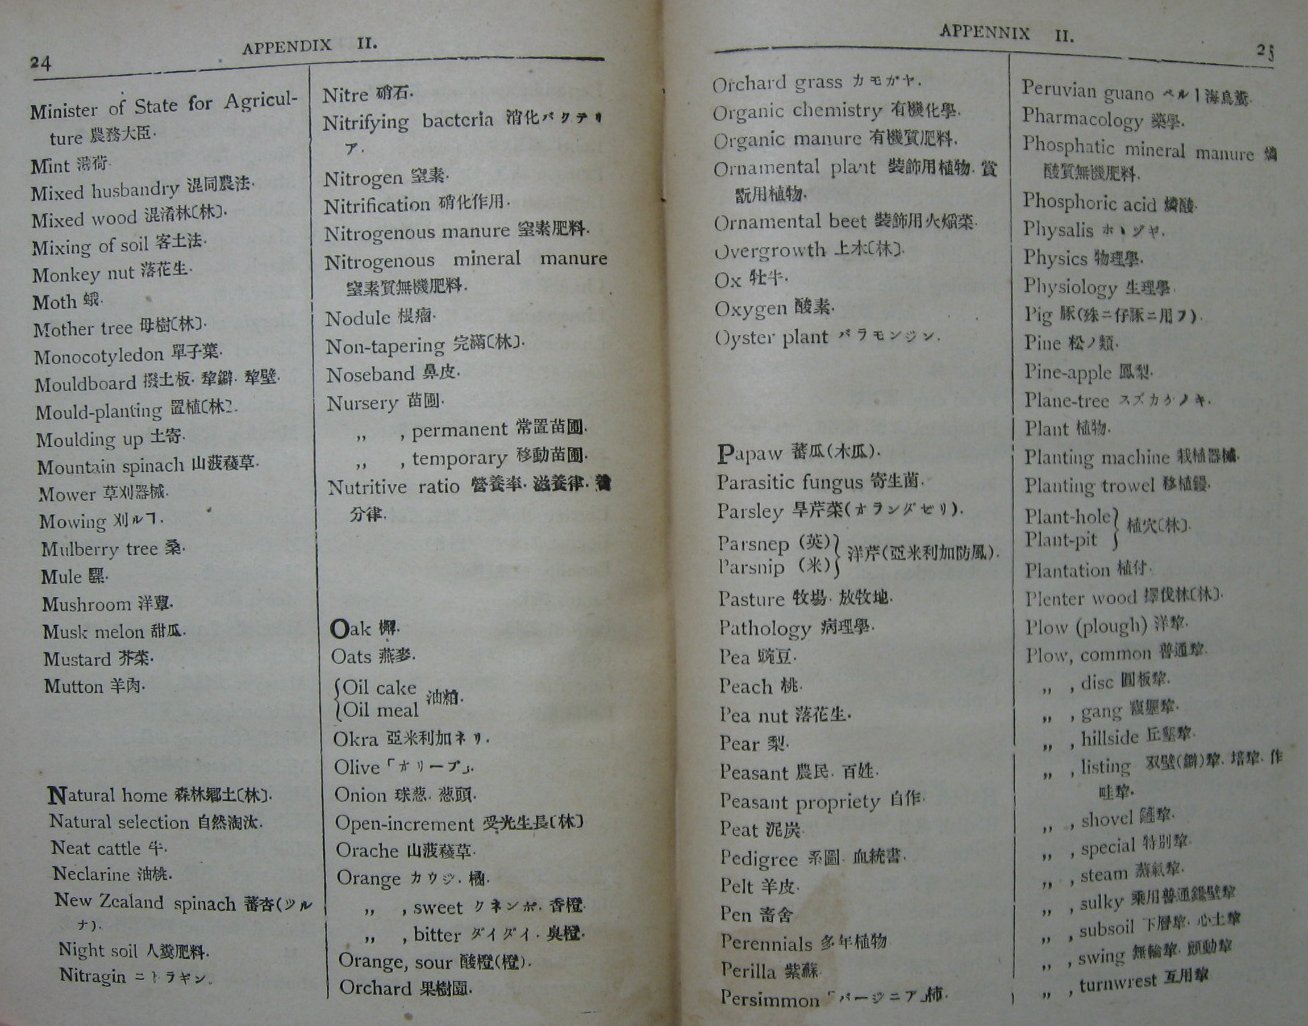 24
APPENDIX II.
Minister of State for Agricul-
ture 農務大臣.
Mint 薄荷.
Mixed husbandry 混同農法.
Mixed wood 混淆林〔林〕.
Mixing of soil 客土法.
Monkey nut 落花生.
Moth 蛾.
Mother tree 母樹〔林〕.
Monocotyledon 單子葉.
Mouldboard 撥土板. 犂鐴. 犂壁.
Mould-planting 置植〔林〕.
Moulding up 土寄.
Mountain spinach 山菠薐草.
Mower 草刈器械.
Mowing 刈ルヿ.
Mulberry tree 桑.
Mule 騾.
Mushroom 洋蕈.
Musk melon 甜瓜.
Mustard 芥菜.
Mutton 羊肉.
Natural home 森林鄉土〔林〕.
Natural selection 自然淘汰.
Neat cattle 牛.
Neclarine 油桃.
New Zealand spinach 蕃杏(ツル
ナ).
Night soil 人糞肥料.
Nitragin ニトラギン.
Nitre 硝石.
Nitrifying bacteria 消化バクテリ
ア.
Nitrogen 窒素.
Nitrification 硝化作用.
Nitrogenous manure 窒素肥料.
Nitrogenous mineral manure
窒素質無機肥料.
Nodule 根瘤.
Non-tapering 完滿〔林〕.
Noseband 鼻皮.
Nursery 苗圃.
„ , permanent 常置苗圃.
„ , temporary 移動苗圃.
Nutritive ratio 營養率. 滋養律. 養
分律.
Oak 檞.
Oats 燕麥.
Oil cake
Oil meal 油粕.
Okra 亞米利加ネリ.
Olive「オリーブ」.
Onion 球葱. 葱頭.
Open-increment 受光生長〔林〕
Orache 山菠薐草.
Orange カウジ. 橘.
„ , sweet クネンボ. 香橙.
„ , bitter ダイダイ. 臭橙.
Orange, sour 酸橙(橙).
Orchard 果樹園.
APPENNIX II.
25
Orchard grass カモガヤ.
Organic chemistry 有機化學.
Organic manure 有機質肥料.
Ornamental plant 裝飾用植物. 賞
翫用植物.
Ornamental beet 裝飾用火焔菜.
Overgrowth 上木〔林〕.
Ox 牡牛.
Oxygen 酸素.
Oyster plant バラモンジン.
Papaw 蕃瓜(木瓜).
Parasitic fungus 寄生菌.
Parsley 旱芹菜(オランダゼリ).
Parsnep (英)
Parsnip (米) 洋芹(亞米利加防風).
Pasture 牧場. 放牧地.
Pathology 病理學.
Pea 豌豆.
Peach 桃.
Pea nut 落花生.
Pear 梨.
Peasant 農民. 百姓.
Peasant propriety 自作.
Peat 泥炭
Pedigree 系圖. 血統書.
Pelt 羊皮.
Pen 畜舍
Perennials 多年植物.
Perilla 紫蘇.
Persimmon「パージニア」柿.
Peruvian guano ペルー海鳥糞.
Pharmacology 藥學.
Phosphatic mineral manure 燐
酸質無機肥料.
Phosphoric acid 燐酸.
Physalis ホヽヅキ.
Physics 物理學.
Physiology 生理學.
Pig 豚(殊ニ仔豚ニ用フ).
Pine 松ノ類.
Pine-apple 鳳梨.
Plane-tree スズカケノキ.
Plant 植物.
Planting machine 栽植器械.
Planting trowel 移植鏝.
Plant-hole
Plant-pit 植穴〔林〕.
Plantation 植付.
Plenter wood 擇伐林〔林〕.
Plow (plough) 洋犂.
Plow, common 普通犂.
„ , disc 圓板犂.
„ , gang 複壟犂.
„ , hillside 丘壑犂.
„ , listing 双壁(鐴)犂. 培犂. 作
畦犂.
„ , shovel 犂.
„ , special 特別犂.
„ , steam 蒸氣犂.
„ , sulky 乘用普通犂
„ , subsoil 下層犂. 心土犂
„ , swing 無輪犂. 顫動犂.
„ , turnwrest 互用犂